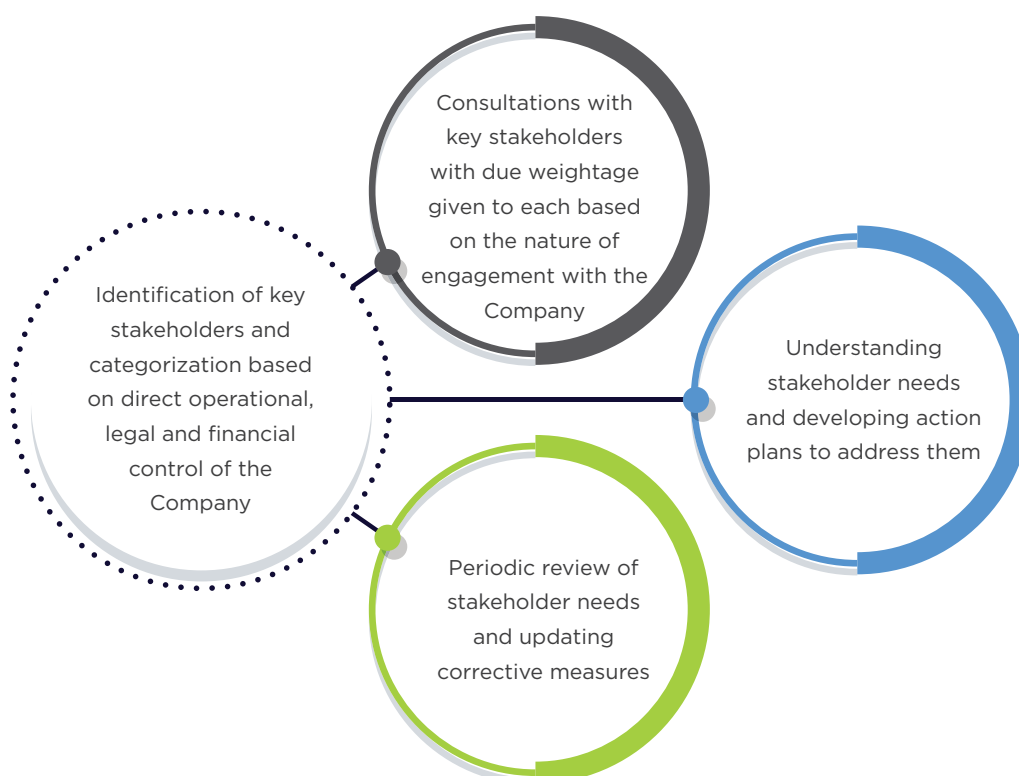 Identification of key
stakeholders and
categorization based
on direct operational,
legal and financial
control of the
Company
Consultations with
key stakeholders
with due weightage
given to each based
on the nature of
engagement with the
Company
Understanding
stakeholder needs
and developing action
plans to address them
Periodic review of
stakeholder needs
and updating
corrective measures